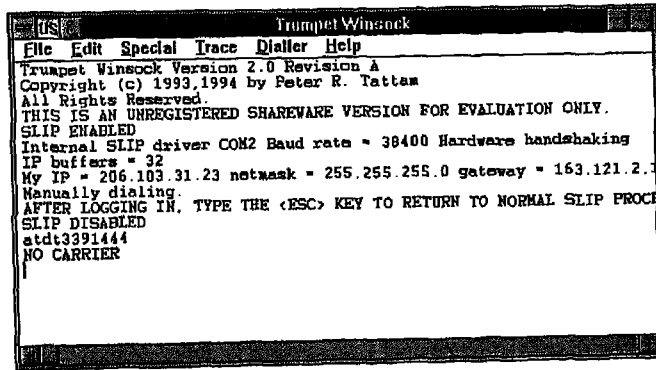 Trumpet Winsock
File Edit Special Trace Dialler Help
Trumpet Winsock Version 2.0 Revision A
Copyright (c) 1993,1994 by Peter R. Tattam
All Rights Reserved.
THIS IS AN UNREGISTERED SHAREWARE VERSION FOR EVALUATION ONLY.
SLIP ENABLED
Internal SLIP driver COM2 Baud rate = 38400 Hardware handshaking
IP buffers = 32
My IP = 206.103.31.23 netmask = 255.255.255.0 gateway = 163.121.2.1
Manually dialing.
AFTER LOGGING IN, TYPE THE <ESC> KEY TO RETURN TO NORMAL SLIP PROCE
SLIP DISABLED
atdt3391444
NO CARRIER